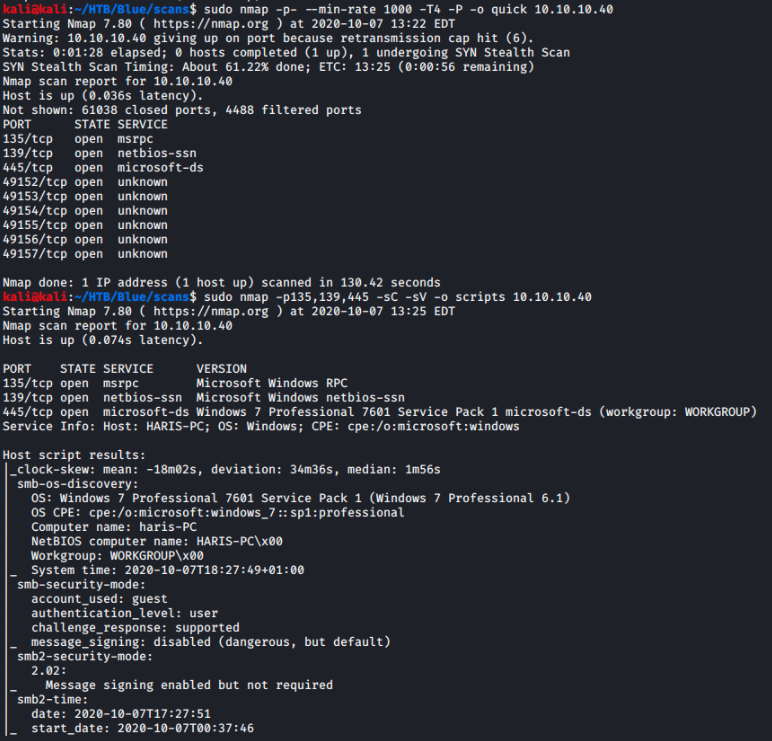 kali@kali:~/HTB/Blue/scans$ sudo nmap -p- --min-rate 1000 -T4 -P -o quick 10.10.10.40
Starting Nmap 7.80 ( https://nmap.org ) at 2020-10-07 13:22 EDT
Warning: 10.10.10.40 giving up on port because retransmission cap hit (6).
Stats: 0:01:28 elapsed; 0 hosts completed (1 up), 1 undergoing SYN Stealth Scan
SYN Stealth Scan Timing: About 61.22% done; ETC: 13:25 (0:00:56 remaining)
Nmap scan report for 10.10.10.40
Host is up (0.036s latency).
Not shown: 61038 closed ports, 4488 filtered ports
PORT      STATE SERVICE
135/tcp   open  msrpc
139/tcp   open  netbios-ssn
445/tcp   open  microsoft-ds
49152/tcp open  unknown
49153/tcp open  unknown
49154/tcp open  unknown
49155/tcp open  unknown
49156/tcp open  unknown
49157/tcp open  unknown

Nmap done: 1 IP address (1 host up) scanned in 130.42 seconds
kali@kali:~/HTB/Blue/scans$ sudo nmap -p135,139,445 -sC -sV -o scripts 10.10.10.40
Starting Nmap 7.80 ( https://nmap.org ) at 2020-10-07 13:25 EDT
Nmap scan report for 10.10.10.40
Host is up (0.074s latency).

PORT    STATE SERVICE      VERSION
135/tcp open  msrpc        Microsoft Windows RPC
139/tcp open  netbios-ssn  Microsoft Windows netbios-ssn
445/tcp open  microsoft-ds Windows 7 Professional 7601 Service Pack 1 microsoft-ds (workgroup: WORKGROUP)
Service Info: Host: HARIS-PC; OS: Windows; CPE: cpe:/o:microsoft:windows

Host script results:
|_clock-skew: mean: -18m02s, deviation: 34m36s, median: 1m56s
| smb-os-discovery:
|   OS: Windows 7 Professional 7601 Service Pack 1 (Windows 7 Professional 6.1)
|   OS CPE: cpe:/o:microsoft:windows_7::sp1:professional
|   Computer name: haris-PC
|   NetBIOS computer name: HARIS-PC\x00
|   Workgroup: WORKGROUP\x00
|_  System time: 2020-10-07T18:27:49+01:00
| smb-security-mode:
|   account_used: guest
|   authentication_level: user
|   challenge_response: supported
|_  message_signing: disabled (dangerous, but default)
| smb2-security-mode:
|   2.02:
|_    Message signing enabled but not required
| smb2-time:
|   date: 2020-10-07T17:27:51
|_  start_date: 2020-10-07T00:37:46